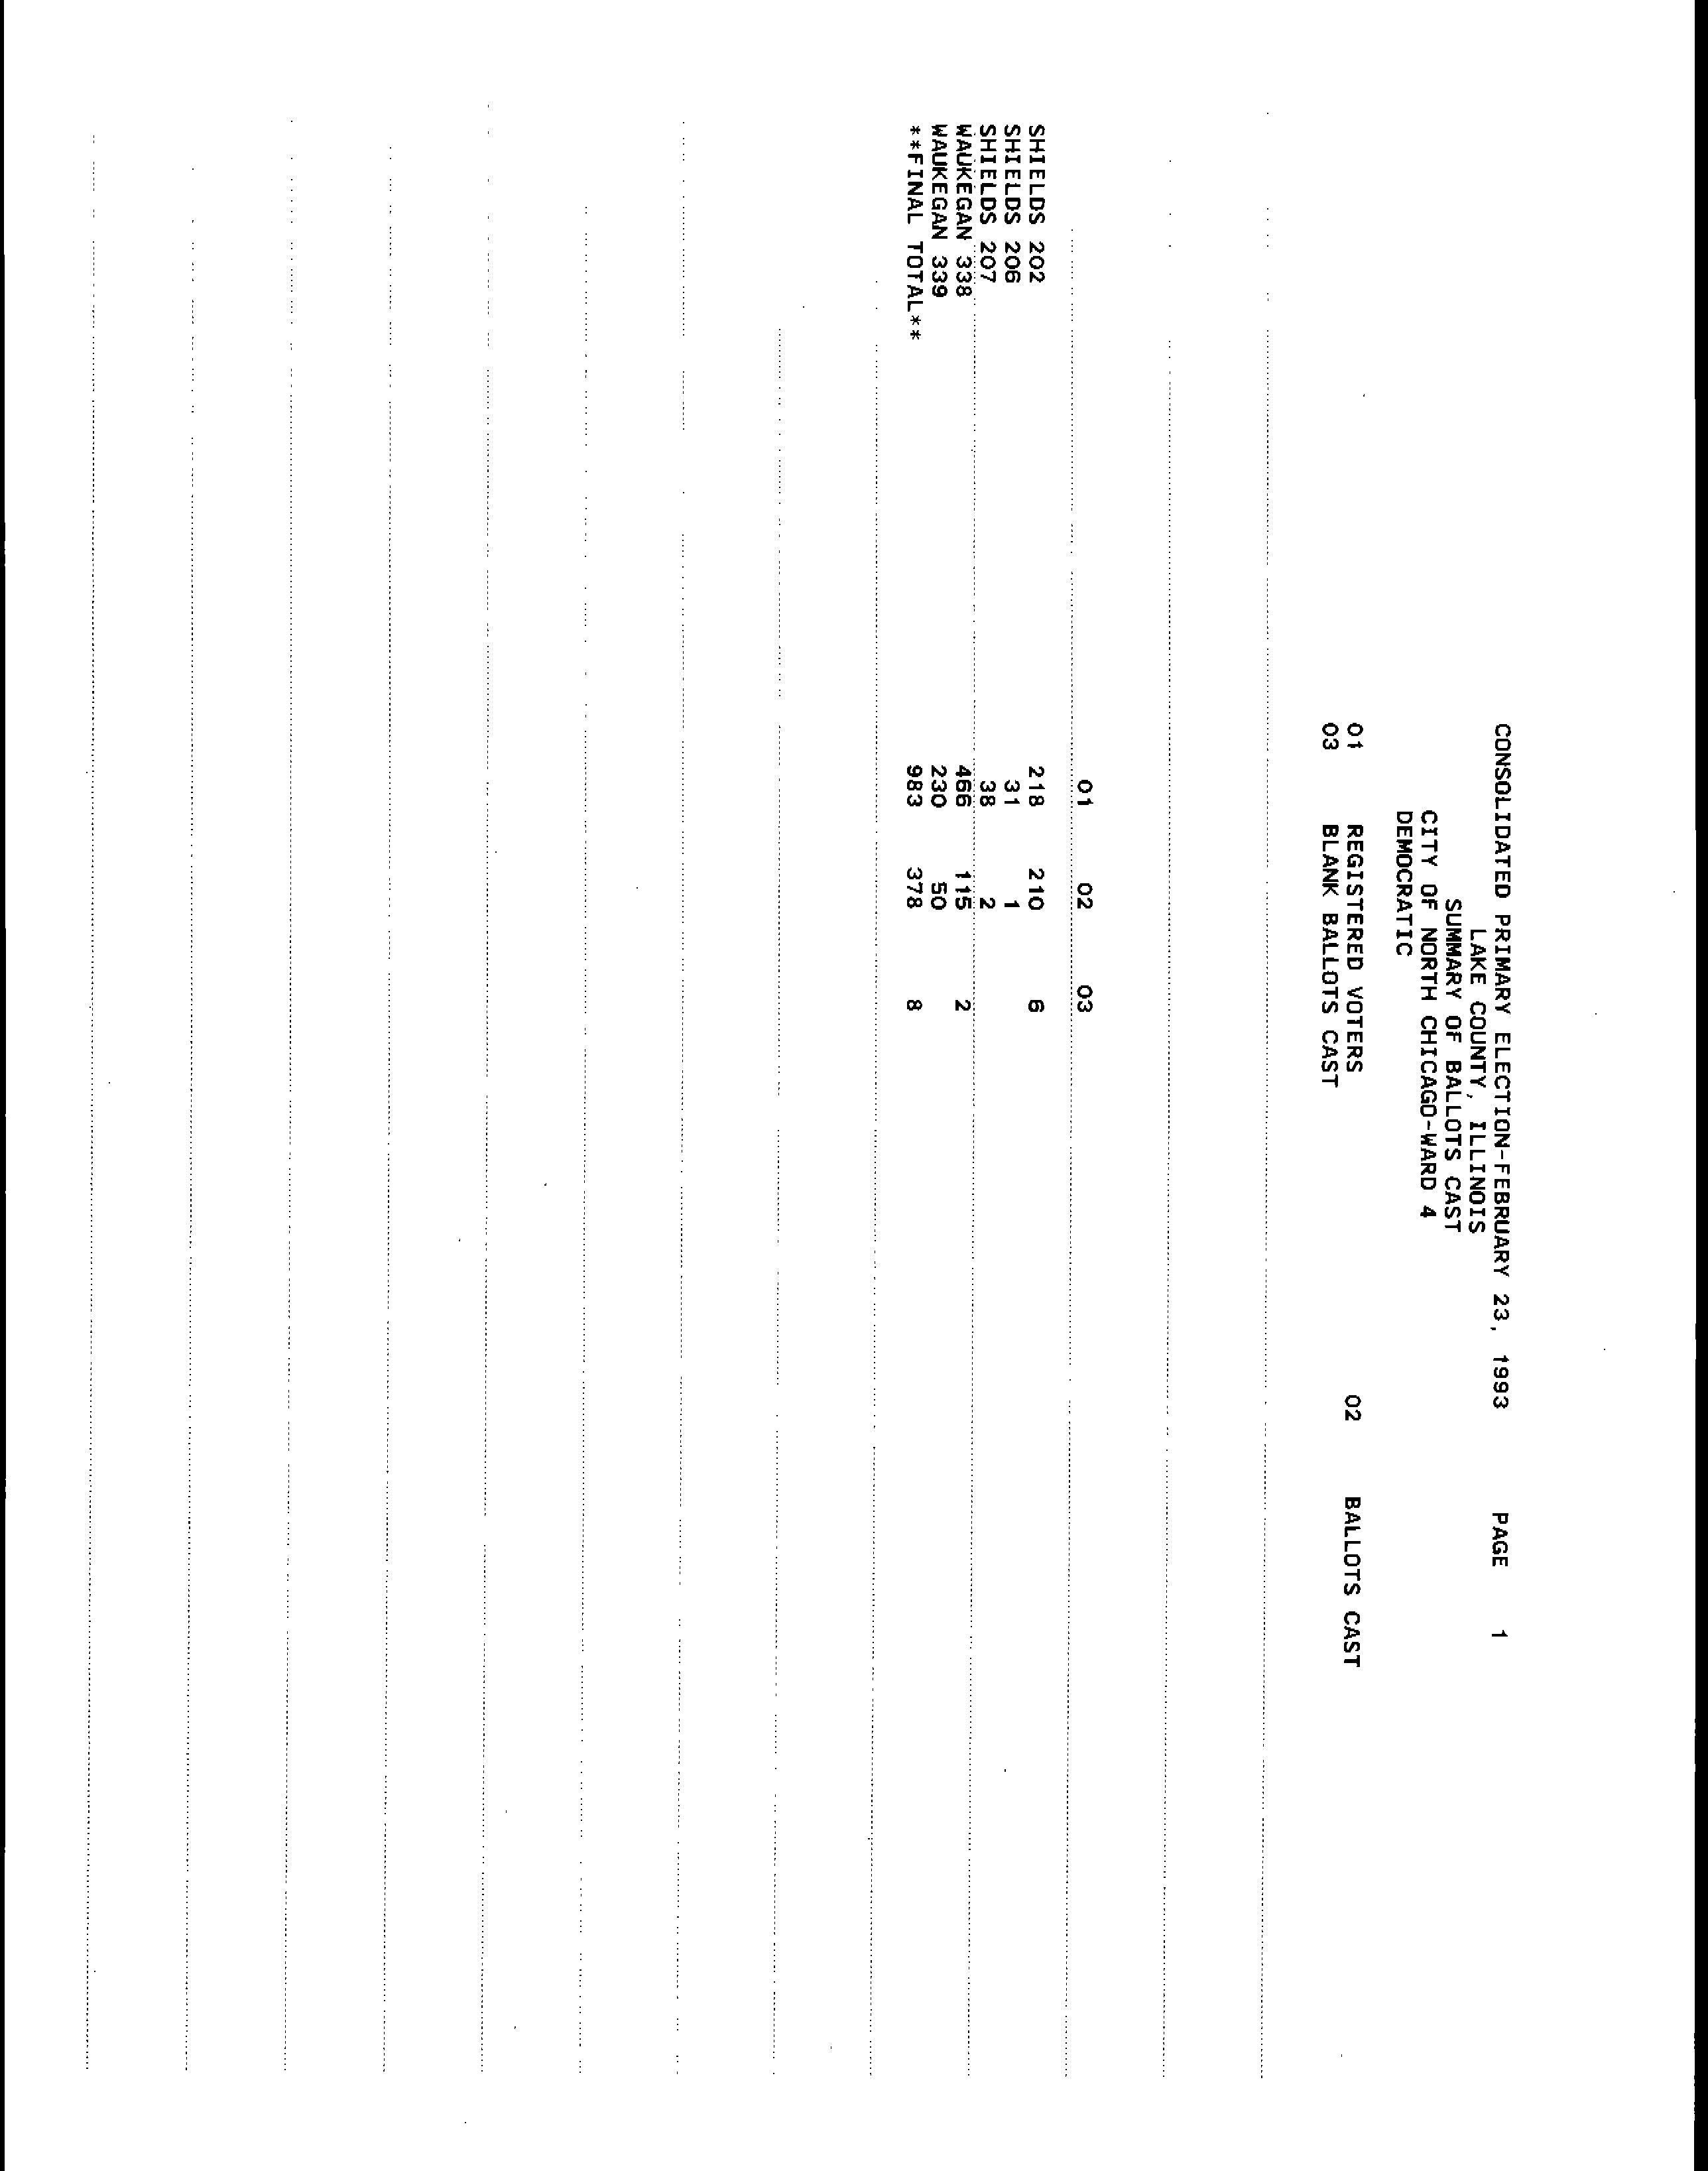 CONSOLIDATED PRIMARY ELECTION-FEBRUARY 23, 1993 PAGE 1
LAKE COUNTY, ILLINOIS
SUMMARY OF BALLOTS CAST
CITY OF NORTH CHICAGO-WARD 4
DEMOCRATIC
01 REGISTERED VOTERS 02 BALLOTS CAST
03 BLANK BALLOTS CAST
01 02 03
SHIELDS 202 218 210 6
SHIELDS 206 31 1
SHIELDS 207 38 2
WAUKEGAN 338 466 115 2
WAUKEGAN 339 230 50
**FINAL TOTAL** 983 378 8